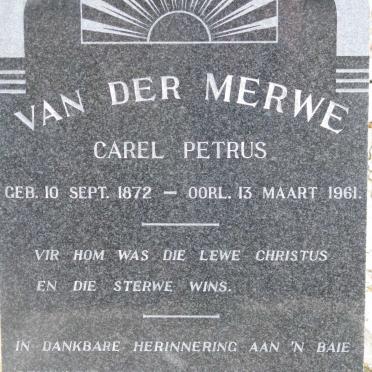 VAN DER MERWE
CAREL PETRUS
GEB. 10 SEPT. 1872 — OORL. 13 MAART 1961.
VIR HOM WAS DIE LEWE CHRISTUS
EN DIE STERWE WINS.
IN DANKBARE HERINNERING AAN 'N BAIE